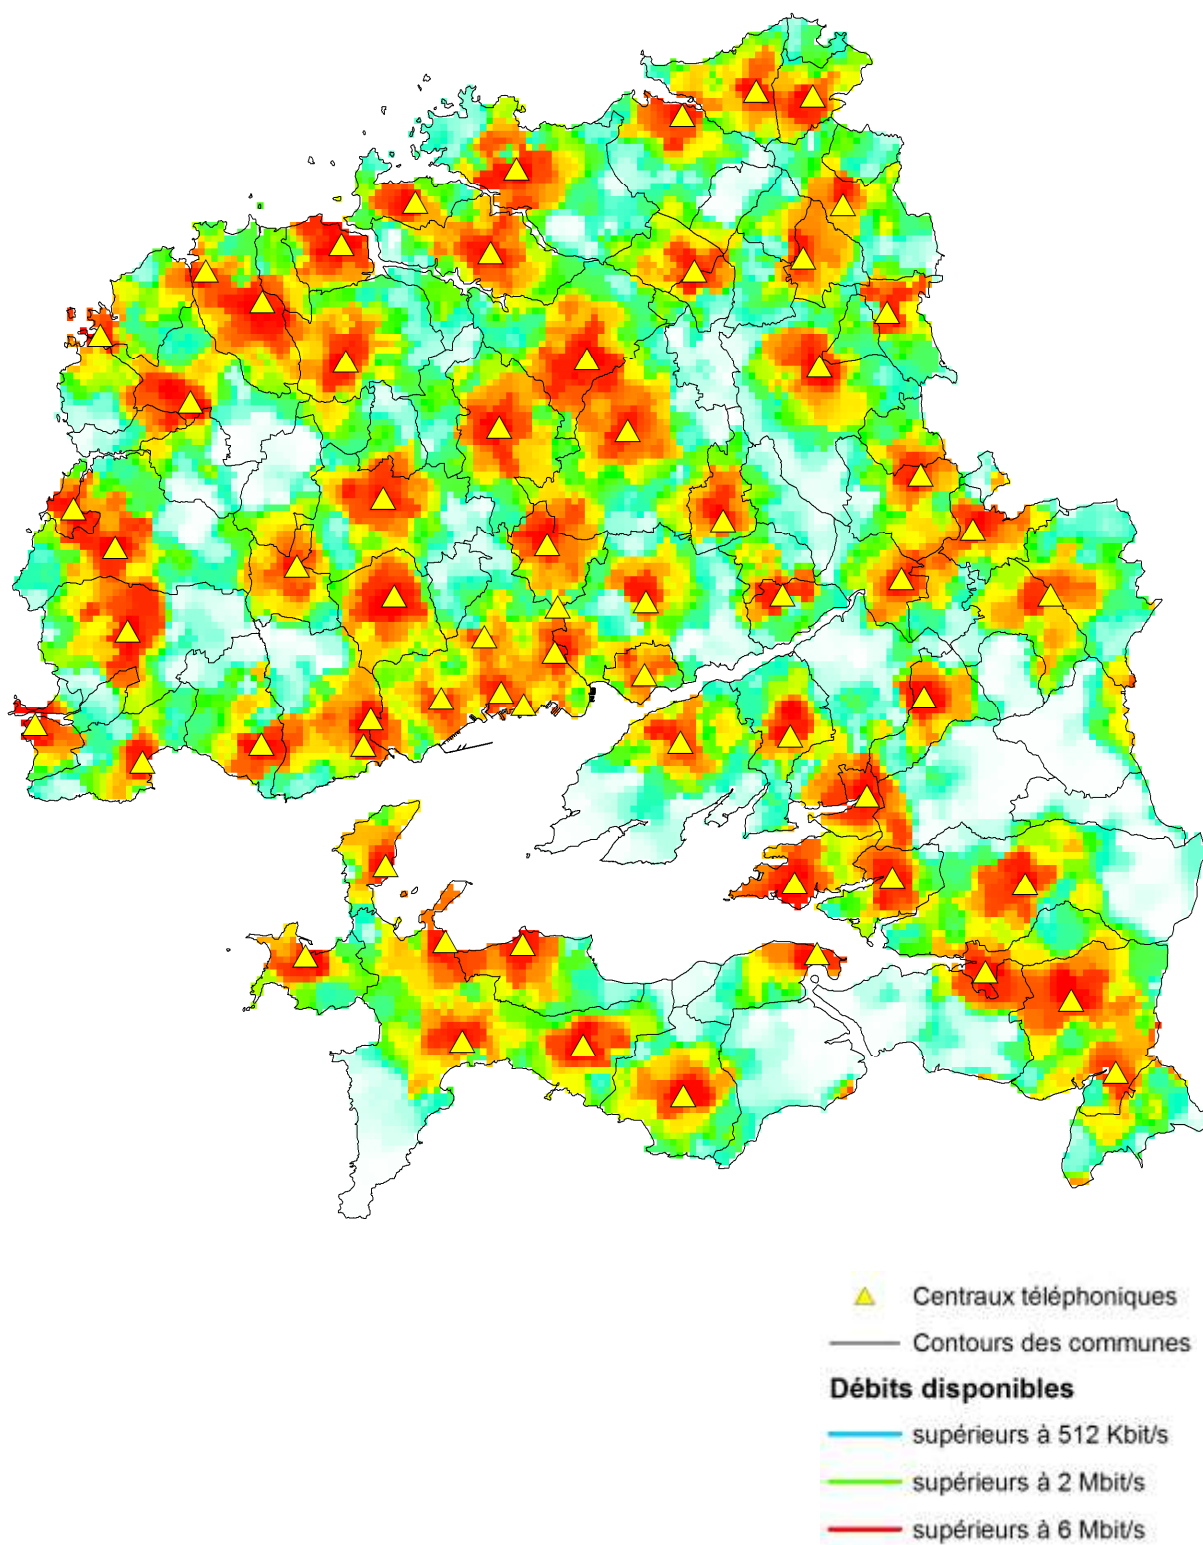 Centraux téléphoniques
Contours des communes
Débits disponibles
supérieurs à 512 Kbit/s
supérieurs à 2 Mbit/s
supérieurs à 6 Mbit/s